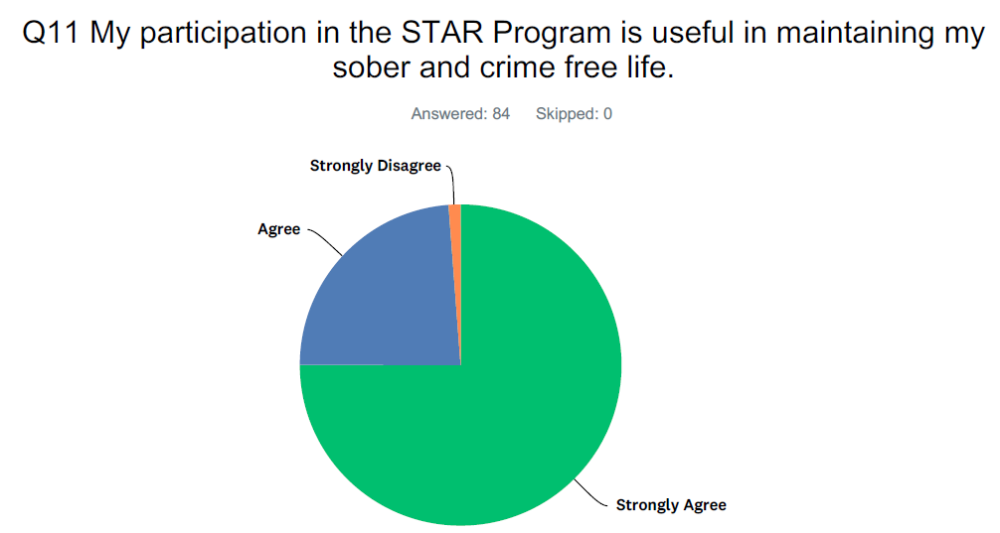 Q11 My participation in the STAR Program is useful in maintaining my
sober and crime free life.
Answered: 84 Skipped: 0
Strongly Disagree
Agree
Strongly Agree